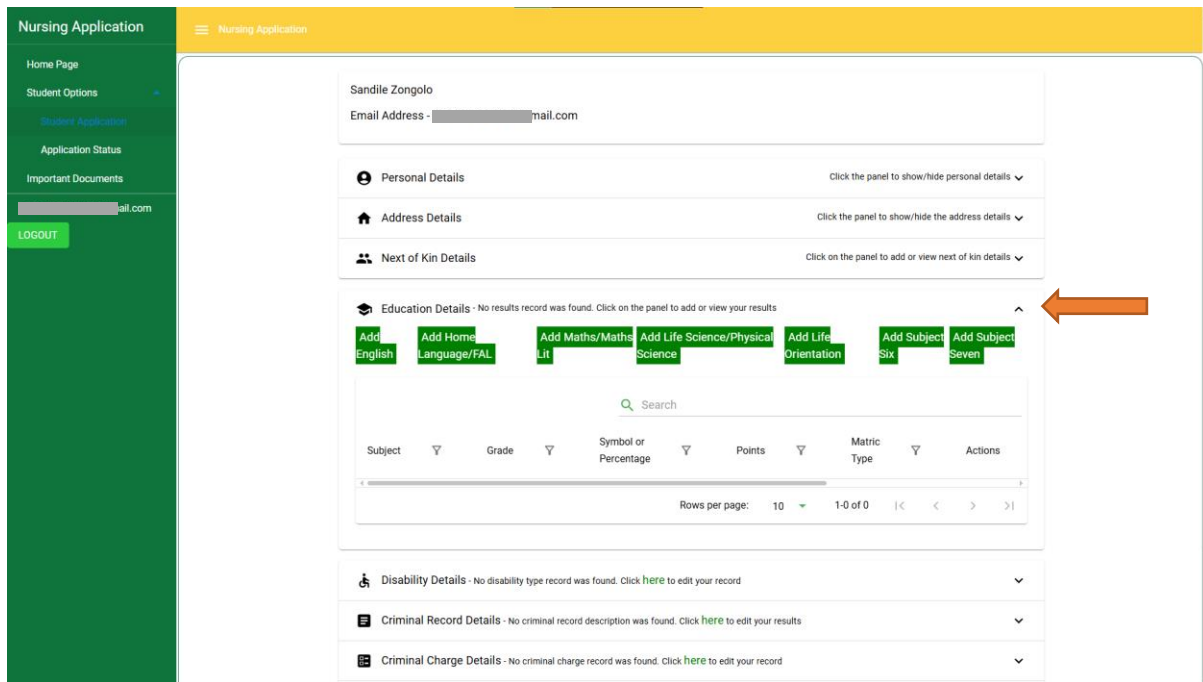 Nursing Application
Nursing Application
Home Page
Student Options
Student Application
Application Status
Important Documents
ail.com
LOGOUT
Sandile Zongolo
Email Address - mail.com
Personal Details
Click the panel to show/hide personal details
Address Details
Click the panel to show/hide the address details
Next of Kin Details
Click on the panel to add or view next of kin details
Education Details - No results record was found. Click on the panel to add or view your results
Add
English
Add Home
Language/FAL
Add Maths/Maths
Lit
Add Life Science/Physical
Science
Add Life
Orientation
Add Subject
Six
Add Subject
Seven
Search
Subject
Grade
Symbol or
Percentage
Points
Matric
Type
Actions
Rows per page: 10 1-0 of 0
Disability Details - No disability type record was found. Click here to edit your record
Criminal Record Details - No criminal record description was found. Click here to edit your results
Criminal Charge Details - No criminal charge record was found. Click here to edit your record